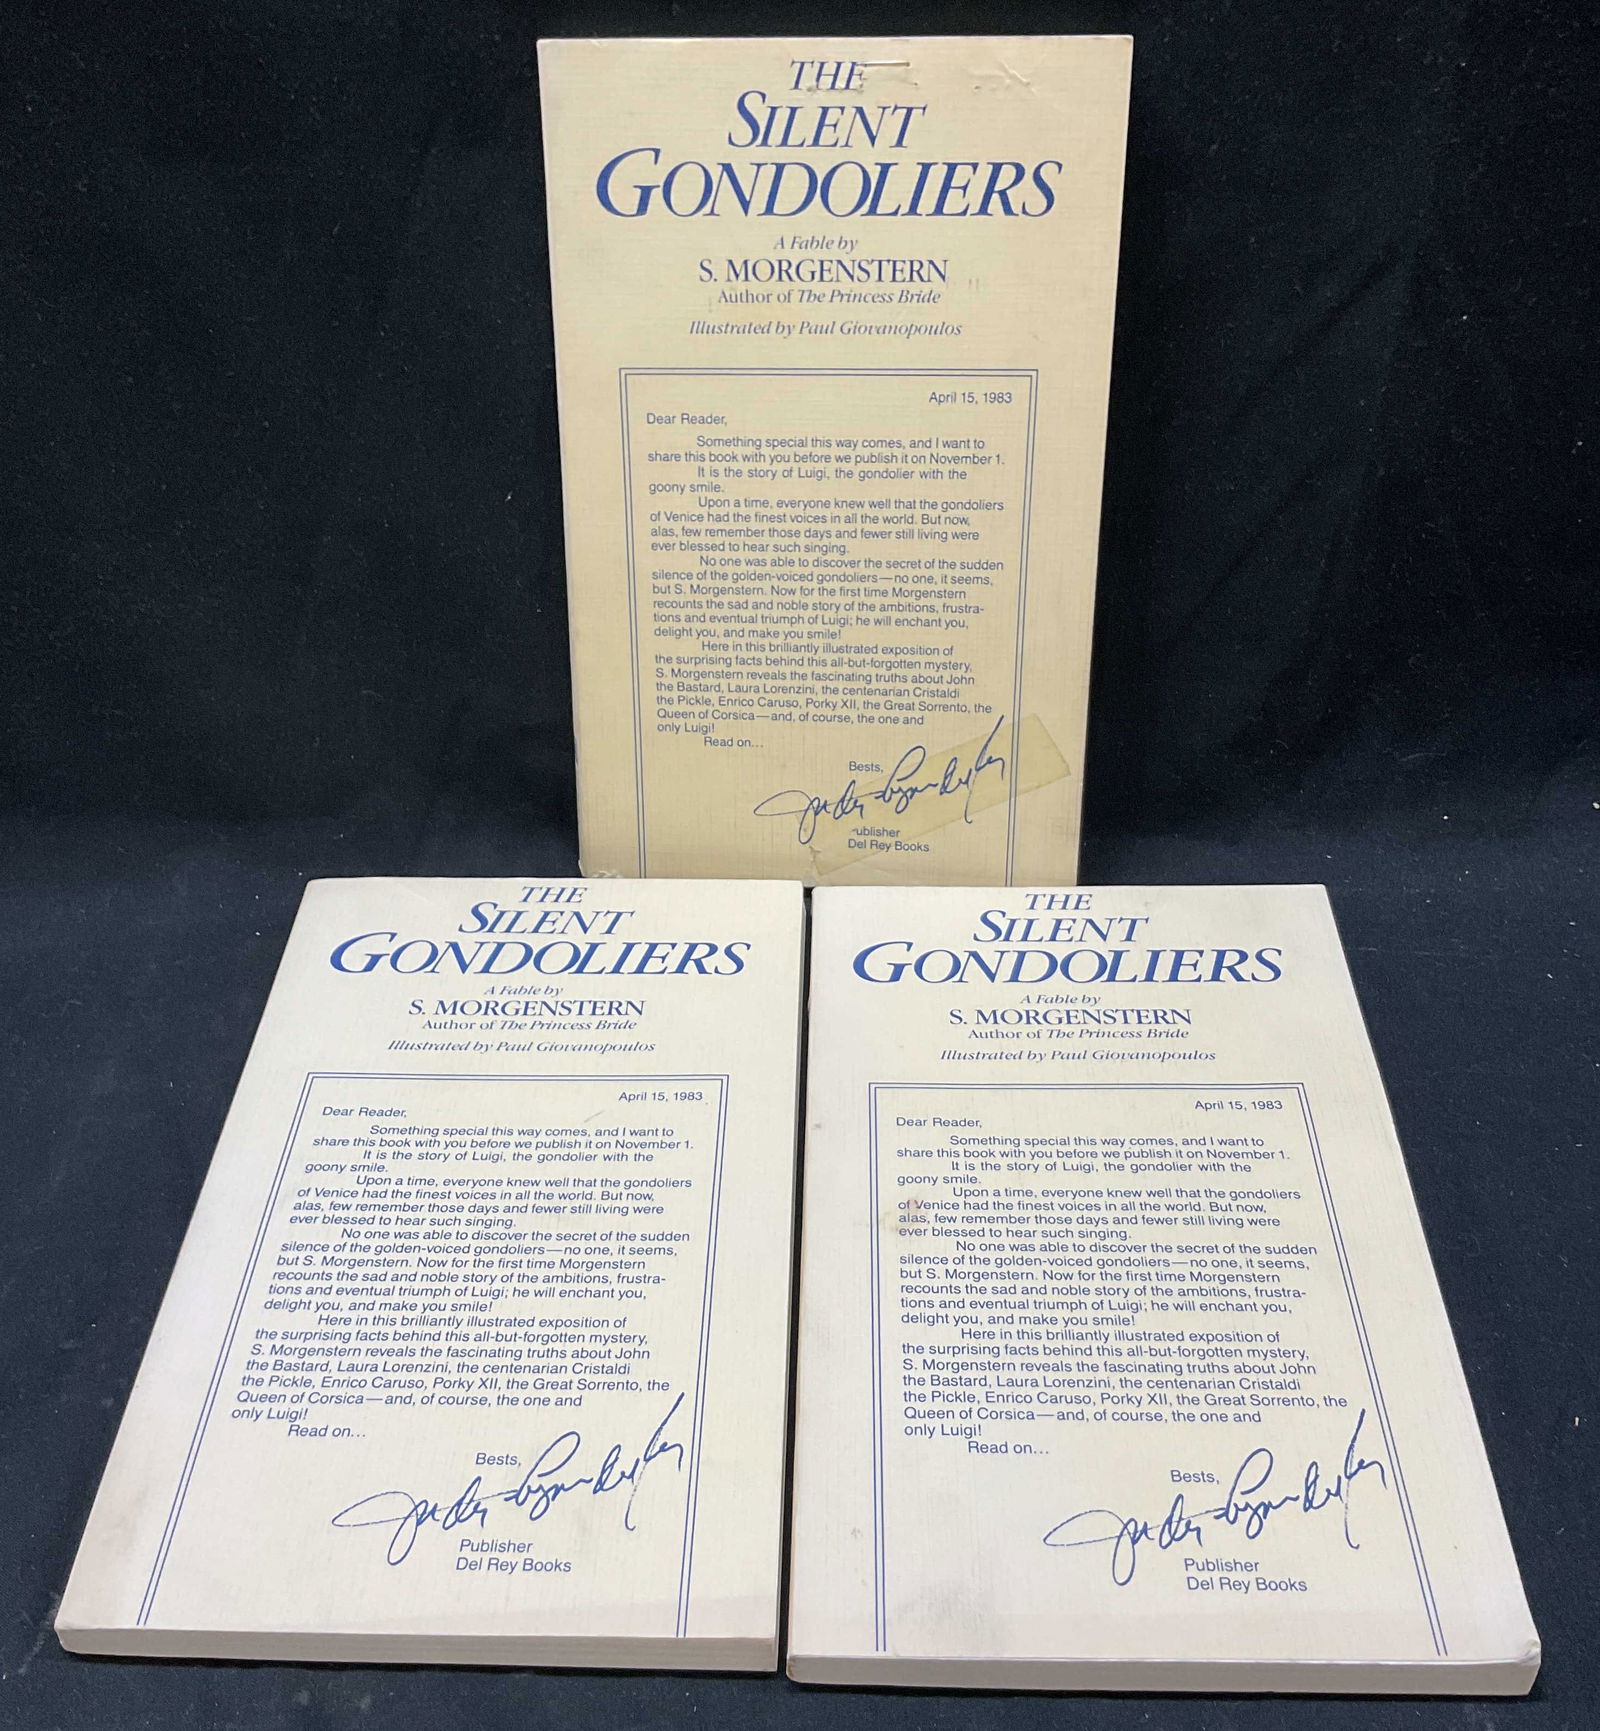 THE
SILENT
GONDOLIERS
A Fable by
S. MORGENSTERN
Author of The Princess Bride
Illustrated by Paul Giovanopoulos
April 15, 1983
Dear Reader,
Something special this way comes, and I want to
share this book with you before we publish it on November 1.
It is the story of Luigi, the gondolier with the
goony smile.
Upon a time, everyone knew well that the gondoliers
of Venice had the finest voices in all the world. But now,
alas, few remember those days and fewer still living were
ever blessed to hear such singing.
No one was able to discover the secret of the sudden
silence of the golden-voiced gondoliers—no one, it seems,
but S. Morgenstern. Now for the first time Morgenstern
recounts the sad and noble story of the ambitions, frustra-
tions and eventual triumph of Luigi; he will enchant you,
delight you, and make you smile!
Here in this brilliantly illustrated exposition of
the surprising facts behind this all-but-forgotten mystery,
S. Morgenstern reveals the fascinating truths about John
the Bastard, Laura Lorenzini, the centenarian Cristaldi
the Pickle, Enrico Caruso, Porky XII, the Great Sorrento, the
Queen of Corsica—and, of course, the one and
only Luigi!
Read on...
Bests,
Judy-Lynn del Rey
ublisher
Del Rey Books
THE
SILENT
GONDOLIERS
A Fable by
S. MORGENSTERN
Author of The Princess Bride
Illustrated by Paul Giovanopoulos
April 15, 1983
Dear Reader,
Something special this way comes, and I want to
share this book with you before we publish it on November 1.
It is the story of Luigi, the gondolier with the
goony smile.
Upon a time, everyone knew well that the gondoliers
of Venice had the finest voices in all the world. But now,
alas, few remember those days and fewer still living were
ever blessed to hear such singing.
No one was able to discover the secret of the sudden
silence of the golden-voiced gondoliers—no one, it seems,
but S. Morgenstern. Now for the first time Morgenstern
recounts the sad and noble story of the ambitions, frustra-
tions and eventual triumph of Luigi; he will enchant you,
delight you, and make you smile!
Here in this brilliantly illustrated exposition of
the surprising facts behind this all-but-forgotten mystery,
S. Morgenstern reveals the fascinating truths about John
the Bastard, Laura Lorenzini, the centenarian Cristaldi
the Pickle, Enrico Caruso, Porky XII, the Great Sorrento, the
Queen of Corsica—and, of course, the one and
only Luigi!
Read on...
Bests,
Judy-Lynn del Rey
Publisher
Del Rey Books
THE
SILENT
GONDOLIERS
A Fable by
S. MORGENSTERN
Author of The Princess Bride
Illustrated by Paul Giovanopoulos
April 15, 1983
Dear Reader,
Something special this way comes, and I want to
share this book with you before we publish it on November 1.
It is the story of Luigi, the gondolier with the
goony smile.
Upon a time, everyone knew well that the gondoliers
of Venice had the finest voices in all the world. But now,
alas, few remember those days and fewer still living were
ever blessed to hear such singing.
No one was able to discover the secret of the sudden
silence of the golden-voiced gondoliers—no one, it seems,
but S. Morgenstern. Now for the first time Morgenstern
recounts the sad and noble story of the ambitions, frustra-
tions and eventual triumph of Luigi; he will enchant you,
delight you, and make you smile!
Here in this brilliantly illustrated exposition of
the surprising facts behind this all-but-forgotten mystery,
S. Morgenstern reveals the fascinating truths about John
the Bastard, Laura Lorenzini, the centenarian Cristaldi
the Pickle, Enrico Caruso, Porky XII, the Great Sorrento, the
Queen of Corsica—and, of course, the one and
only Luigi!
Read on...
Bests,
Judy-Lynn del Rey
Publisher
Del Rey Books